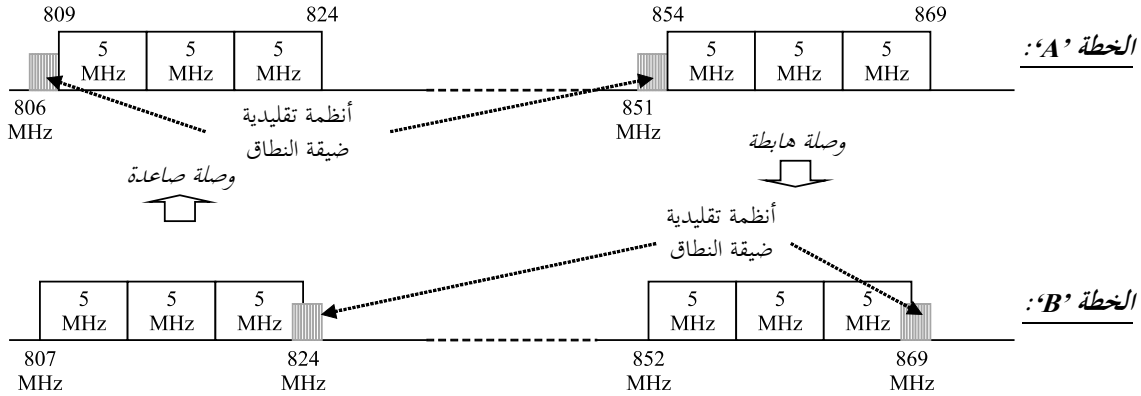 809 824 854 869
الخطة ’A‘:
5 5 5 5 5 5
MHz MHz MHz MHz MHz MHz
806 851
MHz MHz
أنظمة تقليدية
ضيقة النطاق
وصلة هابطة
وصلة صاعدة
أنظمة تقليدية
ضيقة النطاق
الخطة ’B‘:
5 5 5 5 5 5
MHz MHz MHz MHz MHz MHz
807 824 852 869
MHz MHz MHz MHz